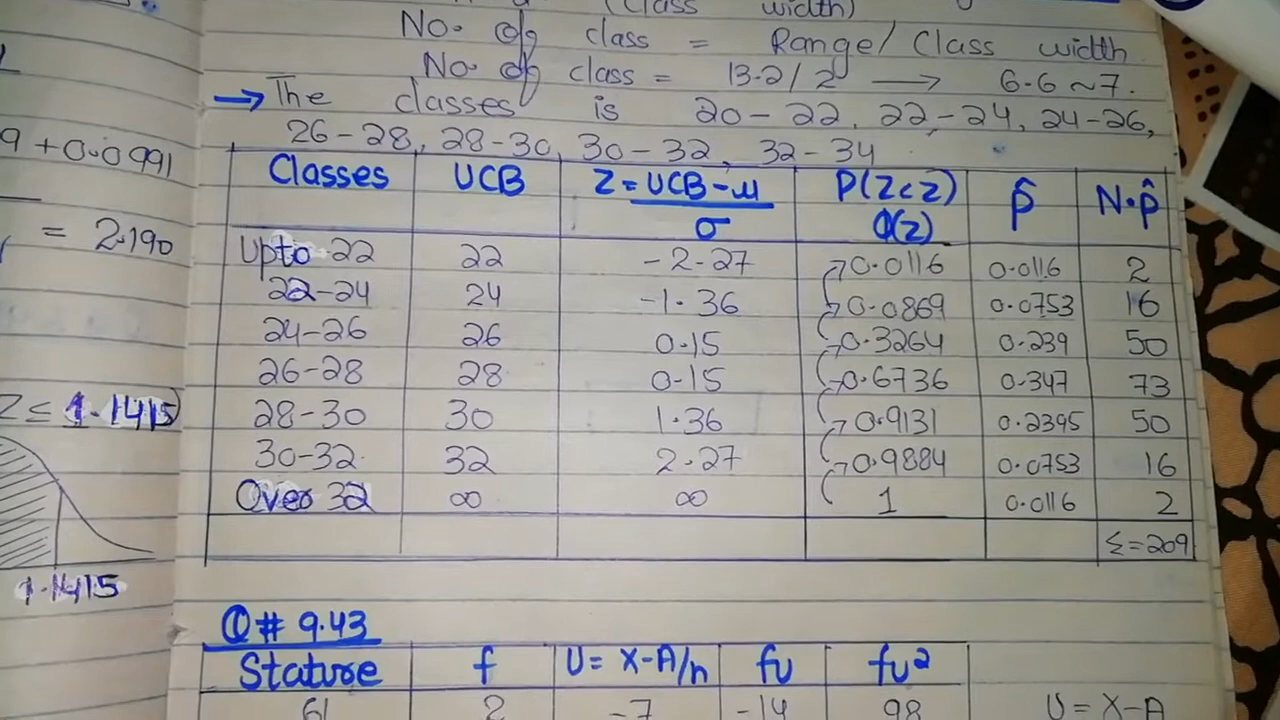 (Class width)
No. of class = Range/Class width
No of class = 13.2/2 → 6.6 ~7.
→ The classes is 20-22, 22-24, 24-26,
26-28, 28-30, 30-32, 32-34
9 + 0.0991
= 2.190
Z ≤ 1.1415
1.1415
Classes UCB Z = UCB-μ/σ P(Z<z) Φ(z) p̂ N.p̂
Upto 22 22 -2.27 0.0116 0.0116 2
22-24 24 -1.36 0.0869 0.0753 16
24-26 26 0.15 0.3264 0.239 50
26-28 28 0.15 0.6736 0.347 73
28-30 30 1.36 0.9131 0.2395 50
30-32 32 2.27 0.9884 0.0753 16
Over 32 ∞ ∞ 1 0.0116 2
Σ=209
Q# 9.43
Stature f U= X-A/h fu fu²
61 2 -7 -14 98
U = X-A